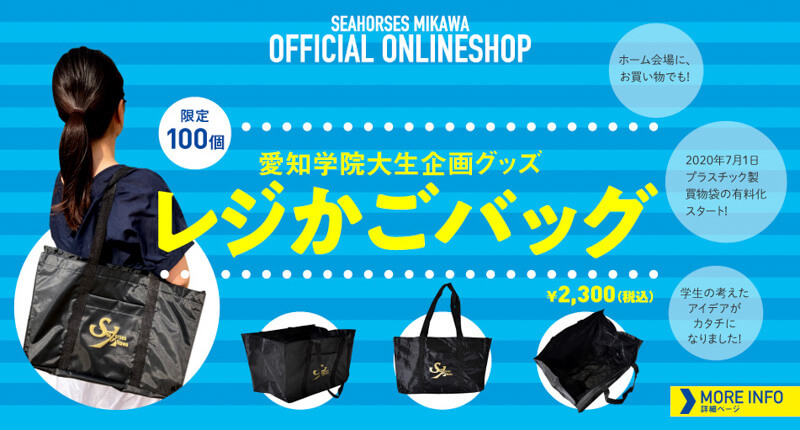 SEAHORSES MIKAWA
OFFICIAL ONLINESHOP
ホーム会場に、
お買い物でも!
限定
100個
愛知学院大生企画グッズ
レジかごバッグ
2020年7月1日
プラスチック製
買物袋の有料化
スタート!
¥2,300(税込)
学生の考えた
アイデアが
カタチに
なりました!
Seahorses
Mikawa
MORE INFO
詳細ページ